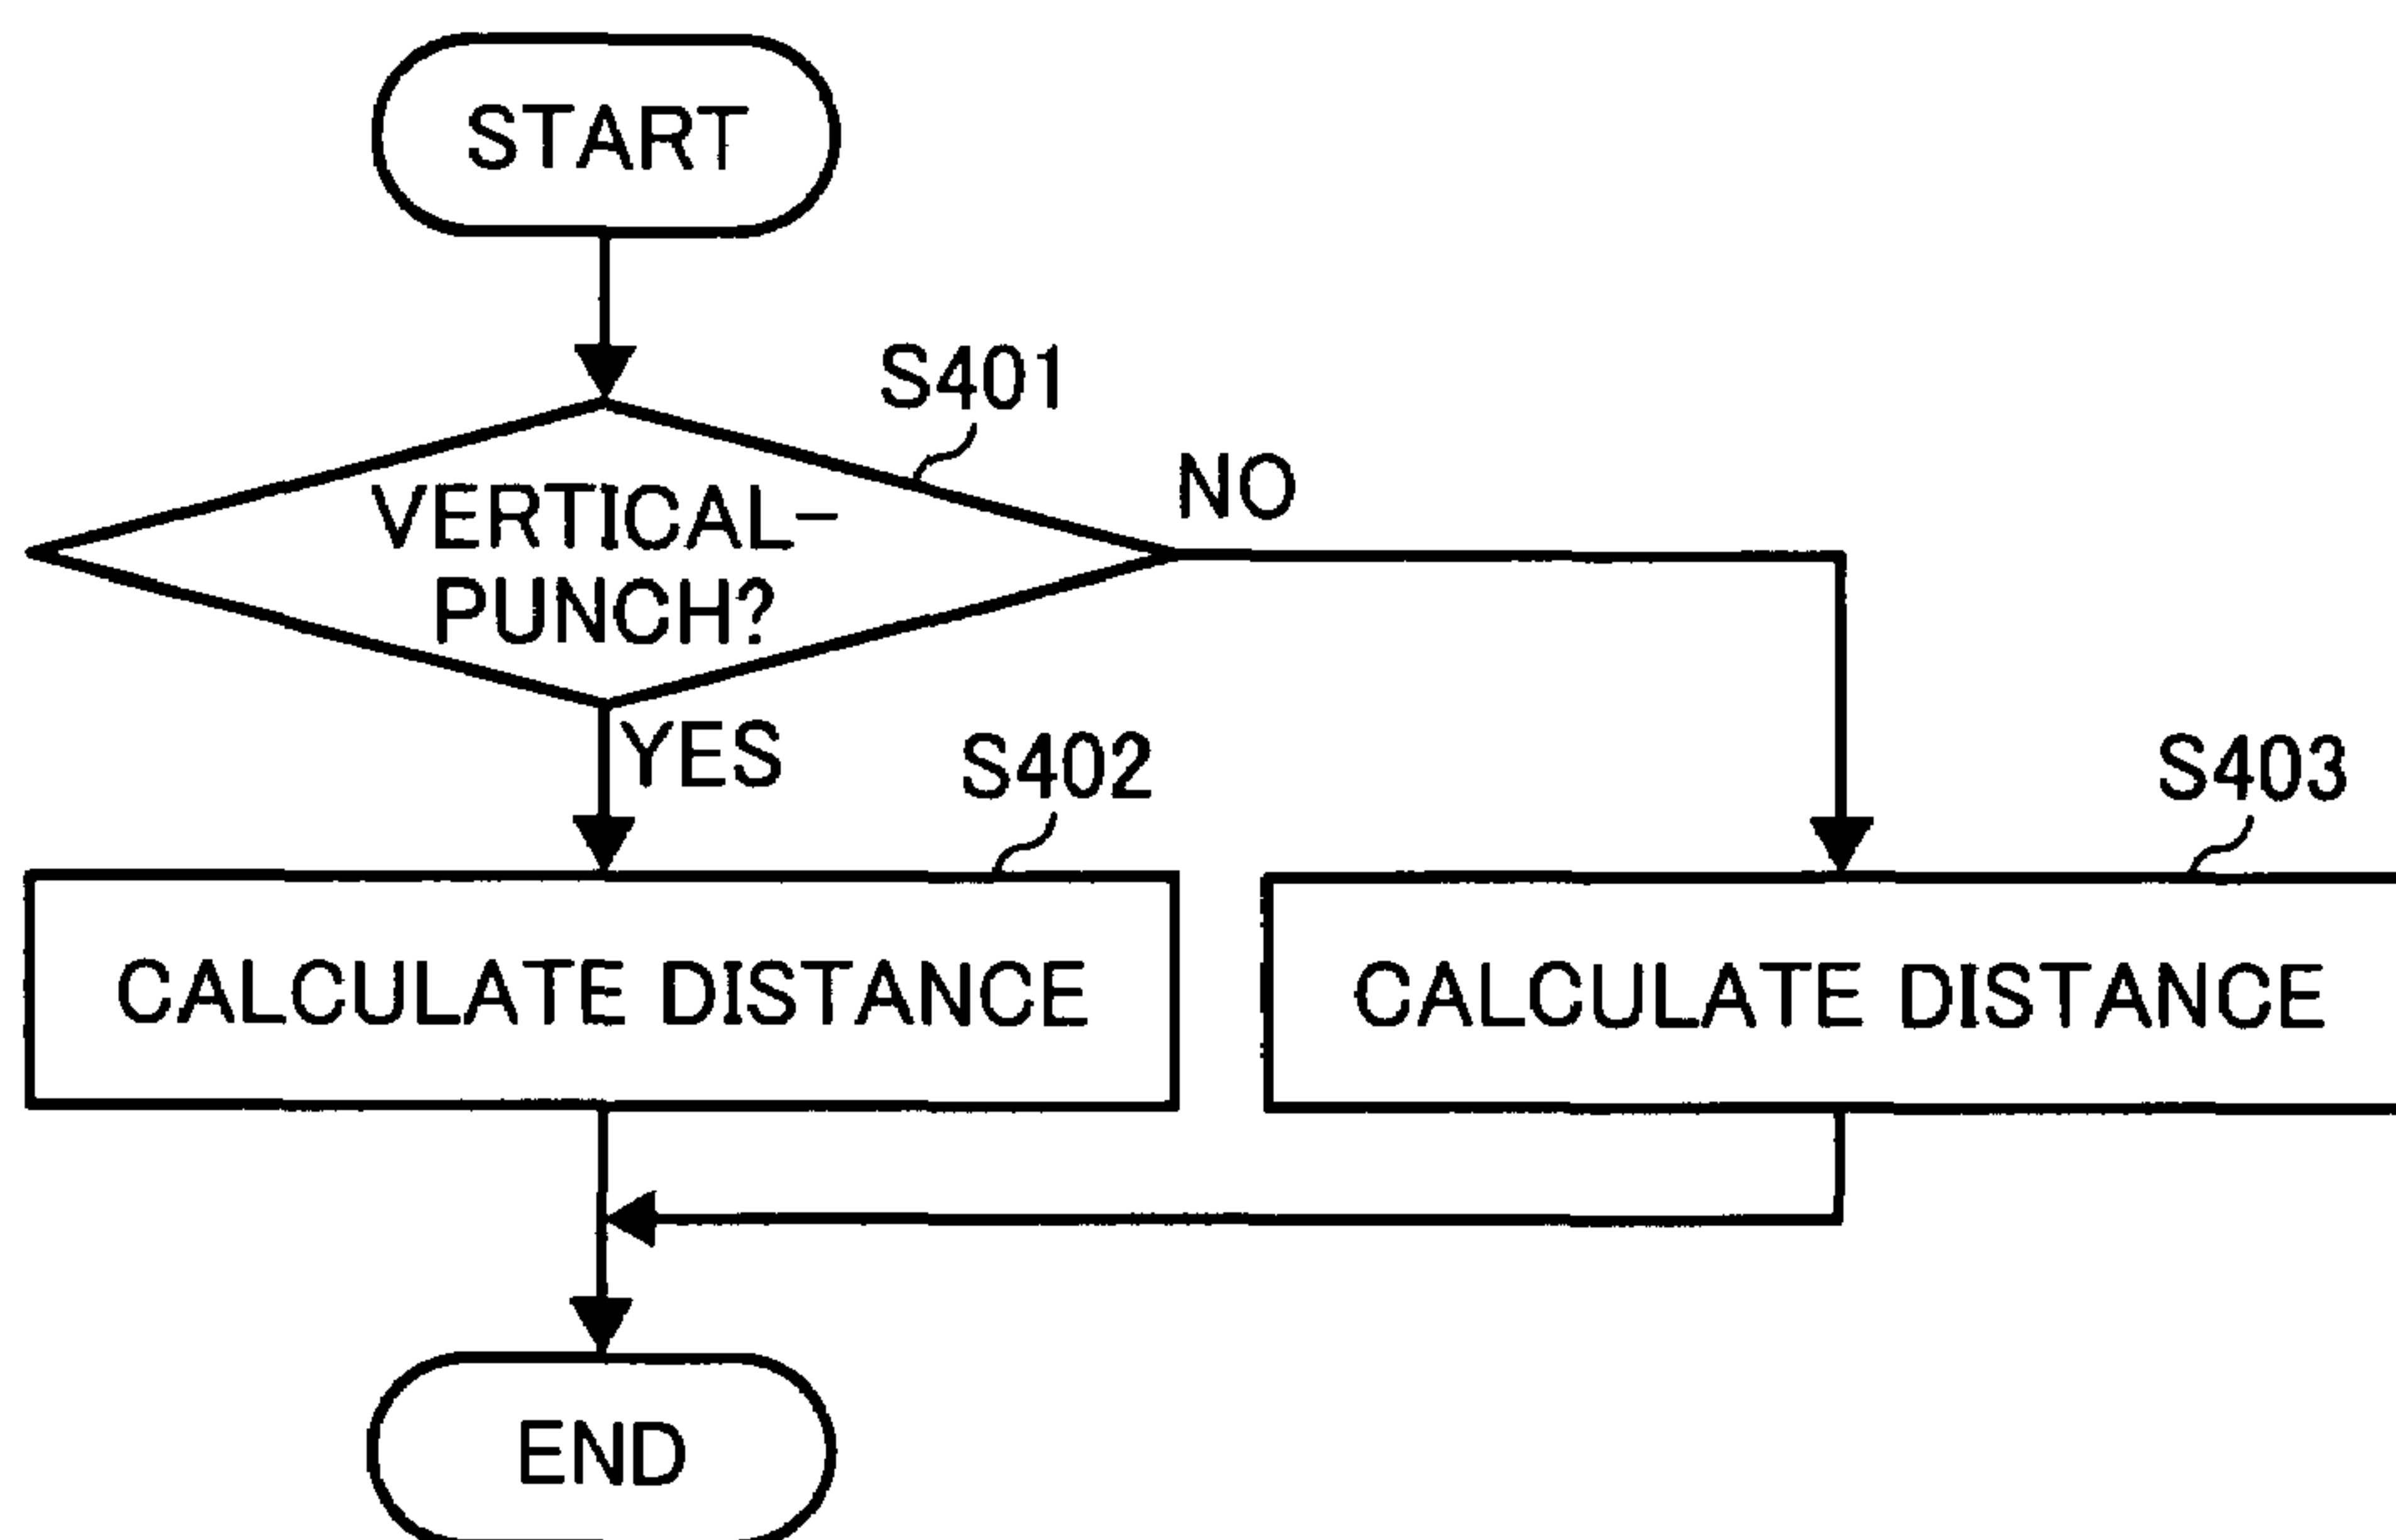 START
S401
VERTICAL-
PUNCH?
NO
YES
S402
S403
CALCULATE DISTANCE
CALCULATE DISTANCE
END